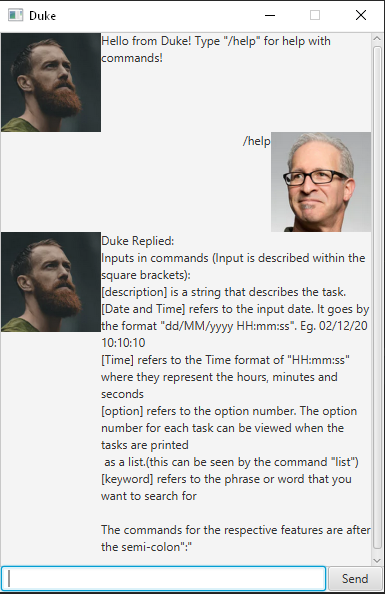 Duke
Hello from Duke! Type "/help" for help with
commands!
/help
Duke Replied:
Inputs in commands (Input is described within the
square brackets):
[description] is a string that describes the task.
[Date and Time] refers to the input date. It goes by
the format "dd/MM/yyyy HH:mm:ss". Eg. 02/12/20
10:10:10
[Time] refers to the Time format of "HH:mm:ss"
where they represent the hours, minutes and
seconds
[option] refers to the option number. The option
number for each task can be viewed when the
tasks are printed
as a list.(this can be seen by the command "list")
[keyword] refers to the phrase or word that you
want to search for
The commands for the respective features are after
the semi-colon":"
Send